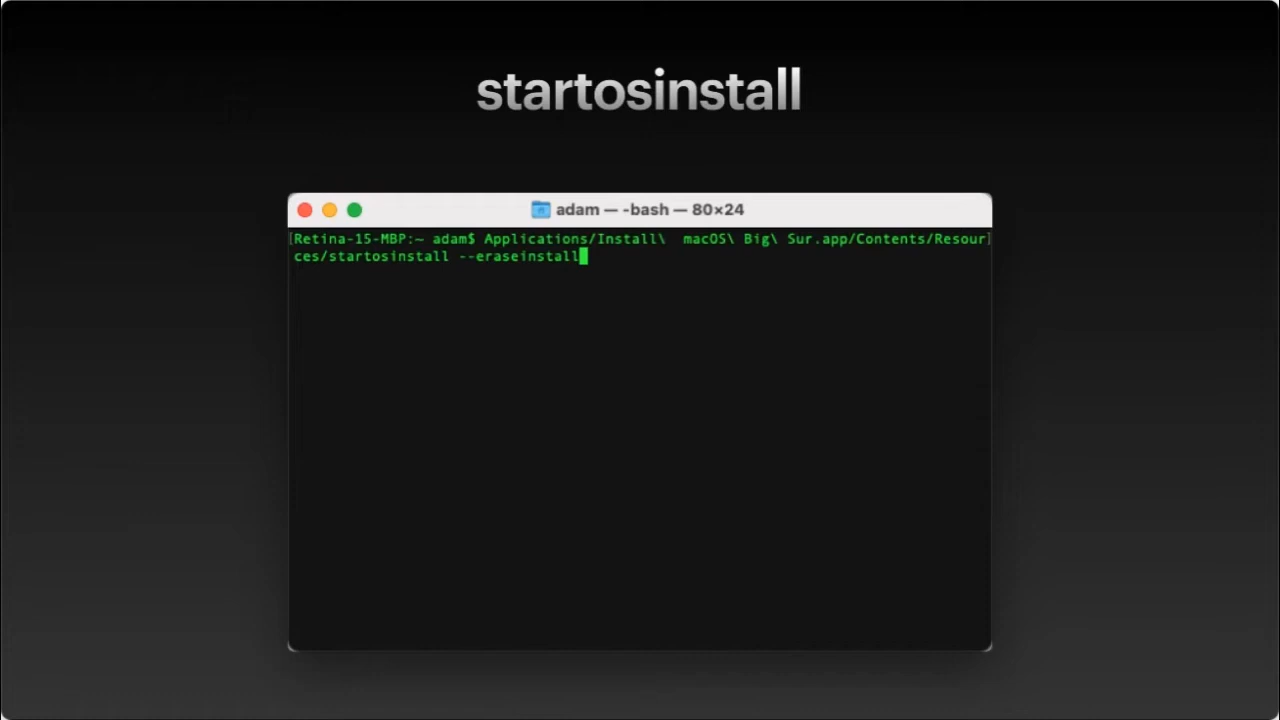 startosinstall
adam — -bash — 80×24
[Retina-15-MBP:~ adam$ Applications/Install\  macOS\ Big\ Sur.app/Contents/Resour]
ces/startosinstall --eraseinstall